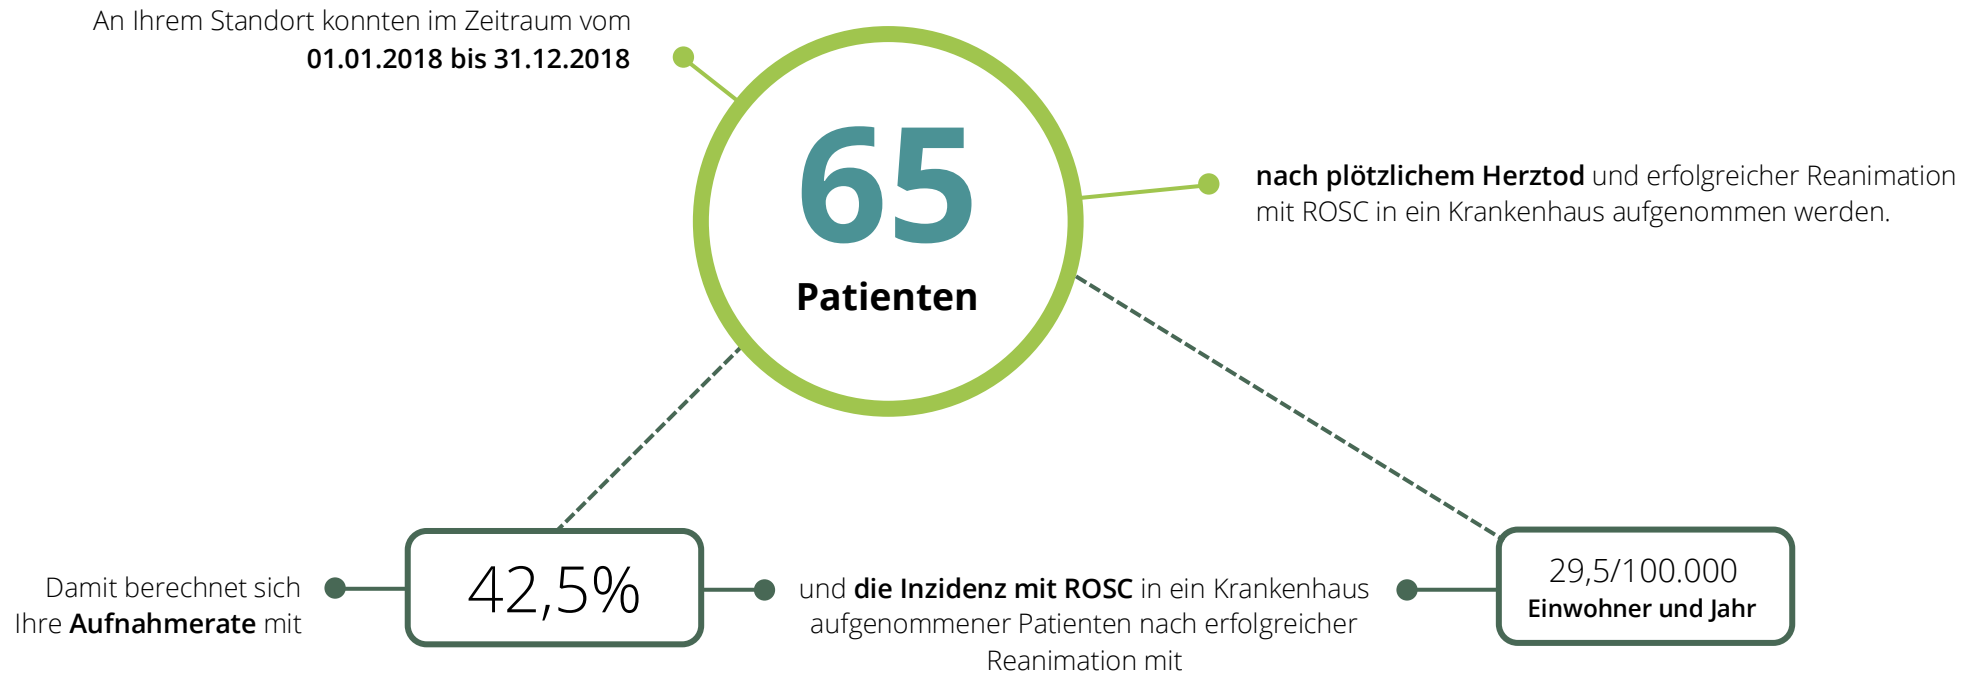 An Ihrem Standort konnten im Zeitraum vom
01.01.2018 bis 31.12.2018
65
Patienten
nach plötzlichem Herztod und erfolgreicher Reanimation
mit ROSC in ein Krankenhaus aufgenommen werden.
Damit berechnet sich
Ihre Aufnahmerate mit
42,5%
und die Inzidenz mit ROSC in ein Krankenhaus
aufgenommener Patienten nach erfolgreicher
Reanimation mit
29,5/100.000
Einwohner und Jahr